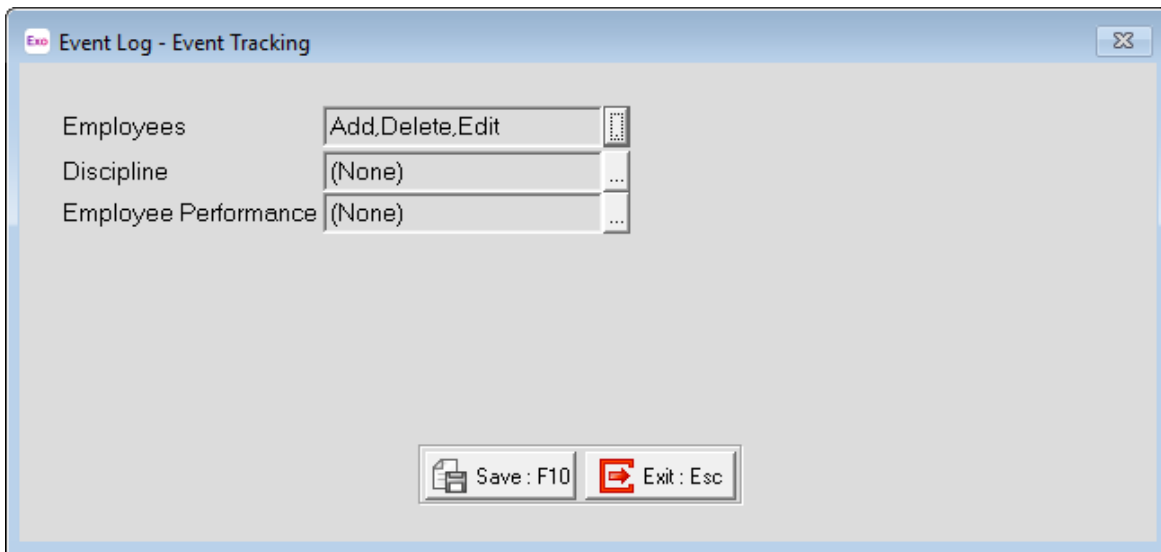 Exo Event Log - Event Tracking
Employees Add,Delete,Edit
Discipline (None) ...
Employee Performance (None) ...
Save : F10 Exit : Esc